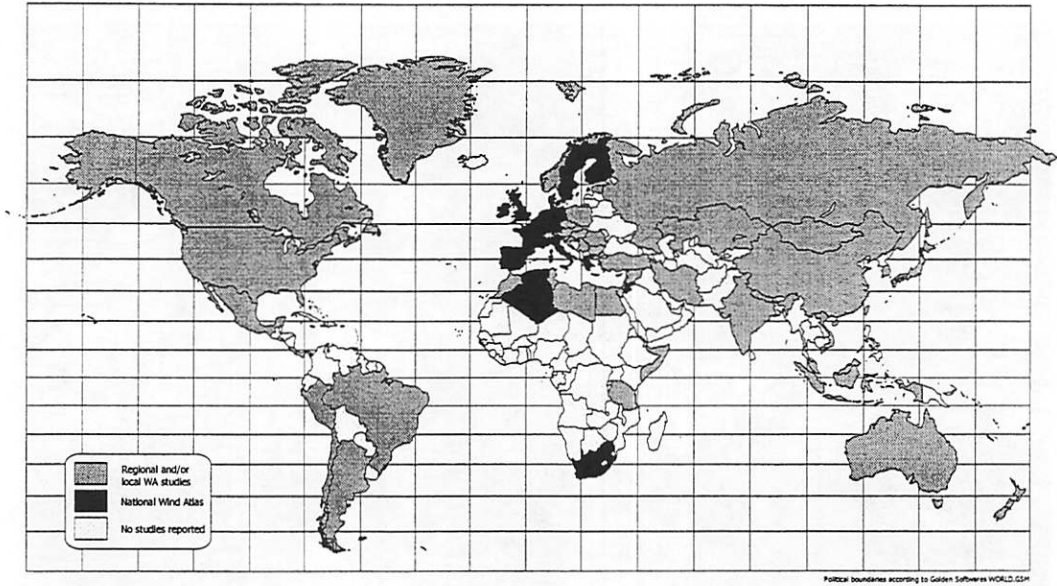 Regional and/or
local WA studies
National Wind Atlas
No studies reported
Political boundaries according to Golden Softwares WORLD.GSM